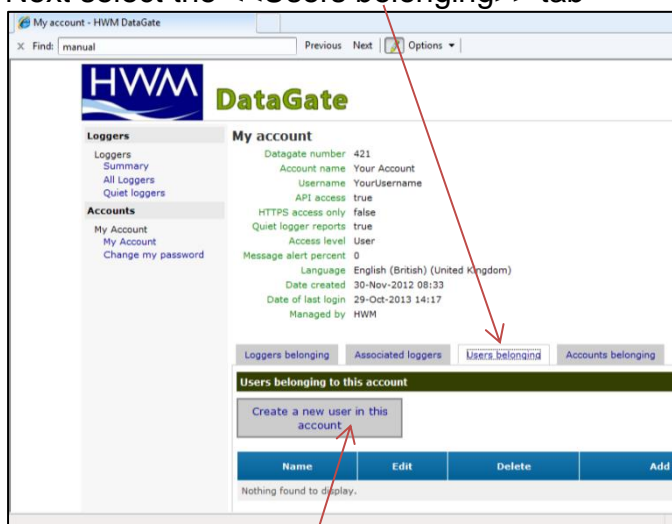 Next select the <<Users belonging>> tab
My account - HWM DataGate
× Find: manual Previous Next Options
HWM DataGate
Loggers
Loggers
Summary
All Loggers
Quiet loggers
Accounts
My Account
My Account
Change my password
My account
Datagate number 421
Account name Your Account
Username YourUsername
API access true
HTTPS access only false
Quiet logger reports true
Access level User
Message alert percent 0
Language English (British) (United Kingdom)
Date created 30-Nov-2012 08:33
Date of last login 29-Oct-2013 14:17
Managed by HWM
Loggers belonging Associated loggers Users belonging Accounts belonging
Users belonging to this account
Create a new user in this
account
Name Edit Delete Add
Nothing found to display.